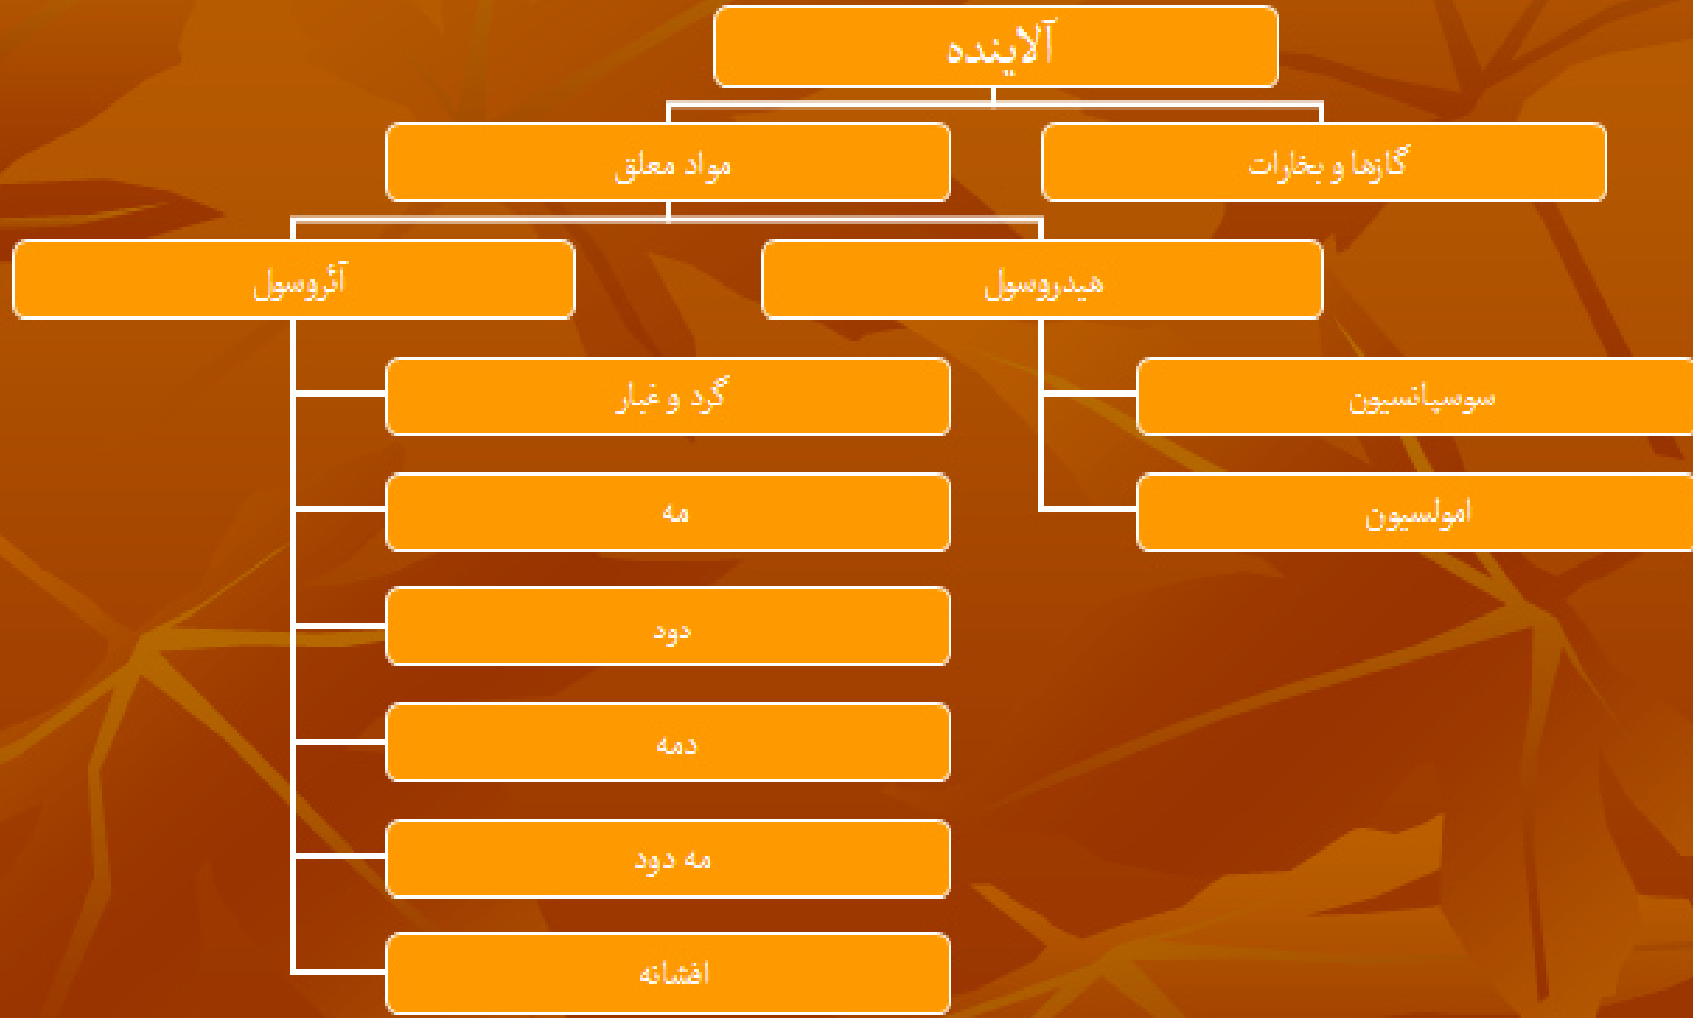 آلاینده
گازها و بخارات
مواد معلق
هیدروسول
آئروسول
سوسپانسیون
گرد و غبار
امولسیون
مه
دود
دمه
مه دود
افشانه